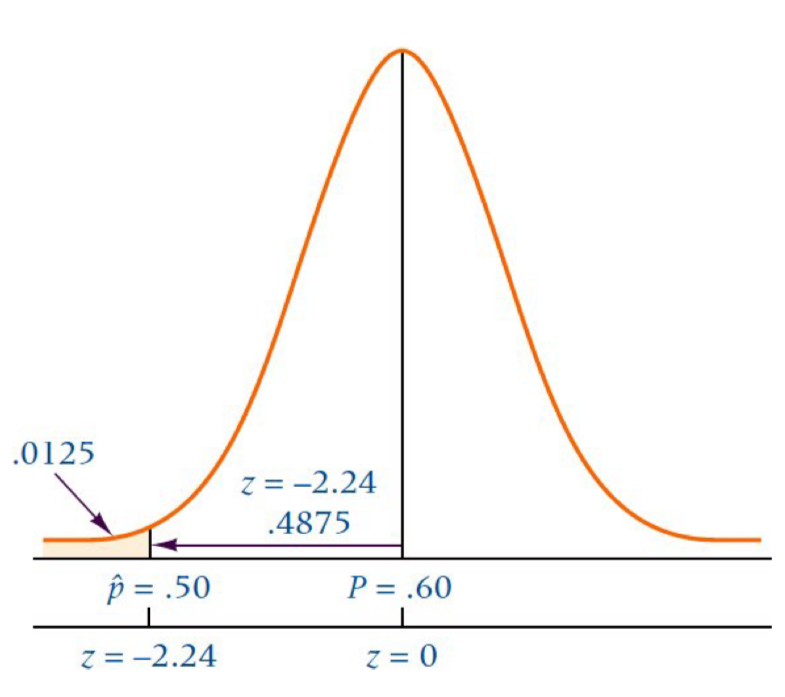 .0125
z = –2.24
.4875
p̂ = .50 P = .60
z = –2.24 z = 0